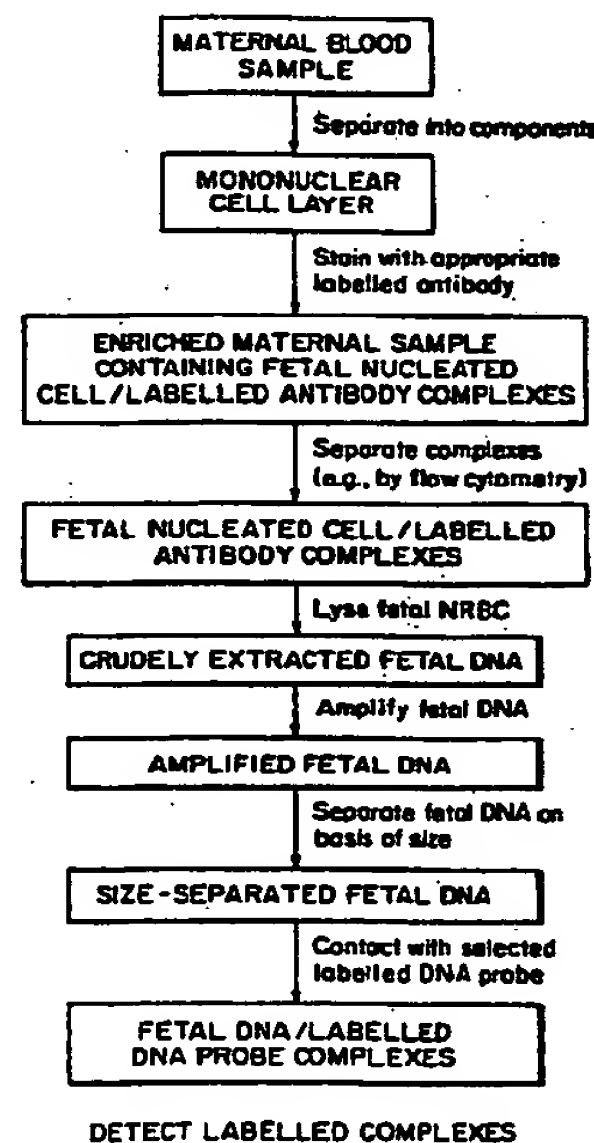 MATERNAL BLOOD
SAMPLE
Separate into components
MONONUCLEAR
CELL LAYER
Stain with appropriate
labelled antibody
ENRICHED MATERNAL SAMPLE
CONTAINING FETAL NUCLEATED
CELL/LABELLED ANTIBODY COMPLEXES
Separate complexes
(e.g., by flow cytometry)
FETAL NUCLEATED CELL/LABELLED
ANTIBODY COMPLEXES
Lyse fetal NRBC
CRUDELY EXTRACTED FETAL DNA
Amplify fetal DNA
AMPLIFIED FETAL DNA
Separate fetal DNA on
basis of size
SIZE-SEPARATED FETAL DNA
Contact with selected
labelled DNA probe
FETAL DNA/LABELLED
DNA PROBE COMPLEXES
DETECT LABELLED COMPLEXES